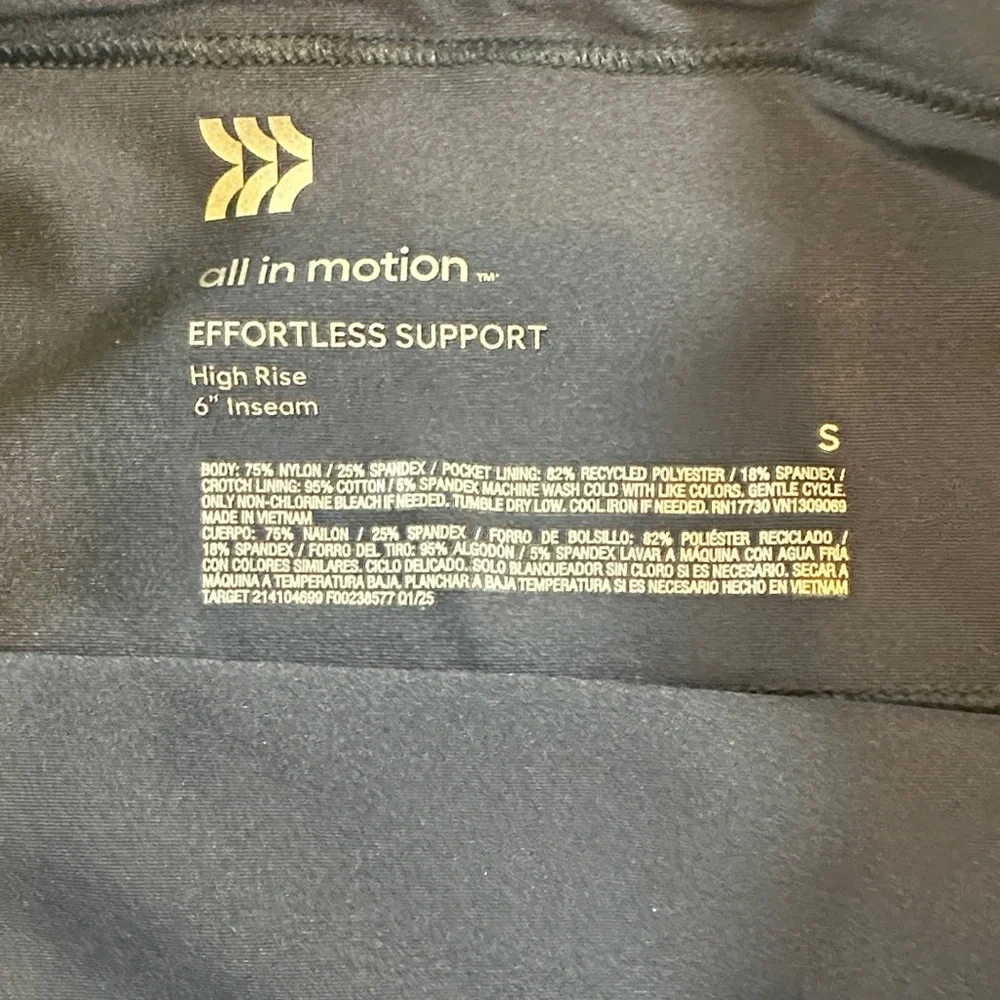 all in motion™
EFFORTLESS SUPPORT
High Rise
6" Inseam
S
BODY: 75% NYLON / 25% SPANDEX / POCKET LINING: 82% RECYCLED POLYESTER / 18% SPANDEX /
CROTCH LINING: 95% COTTON / 5% SPANDEX MACHINE WASH COLD WITH LIKE COLORS. GENTLE CYCLE.
ONLY NON-CHLORINE BLEACH IF NEEDED. TUMBLE DRY LOW. COOL IRON IF NEEDED. RN17730 VN1309069
MADE IN VIETNAM
CUERPO: 75% NAILON / 25% SPANDEX / FORRO DE BOLSILLO: 82% POLIÉSTER RECICLADO /
18% SPANDEX / FORRO DEL TIRO: 95% ALGODÓN / 5% SPANDEX LAVAR A MÁQUINA CON AGUA FRÍA
CON COLORES SIMILARES. CICLO DELICADO. SOLO BLANQUEADOR SIN CLORO SI ES NECESARIO. SECAR A
MÁQUINA A TEMPERATURA BAJA. PLANCHAR A BAJA TEMPERATURA SI ES NECESARIO HECHO EN VIETNAM
TARGET 214104699 F00238577 01/25